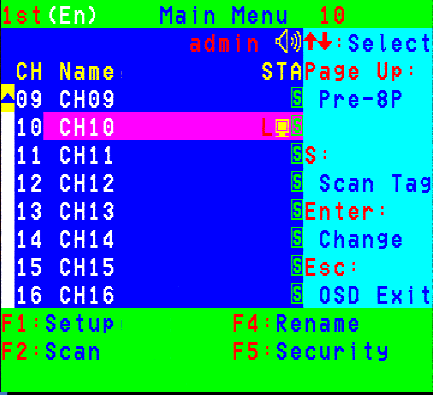 1st(En) Main Menu 10
admin ↑↓:Select
CH Name STA Page Up:
09 CH09 S Pre-8P
10 CH10 L S
11 CH11 S S:
12 CH12 S Scan Tag
13 CH13 S Enter:
14 CH14 S Change
15 CH15 S Esc:
16 CH16 S OSD Exit
F1:Setup F4:Rename
F2:Scan F5:Security